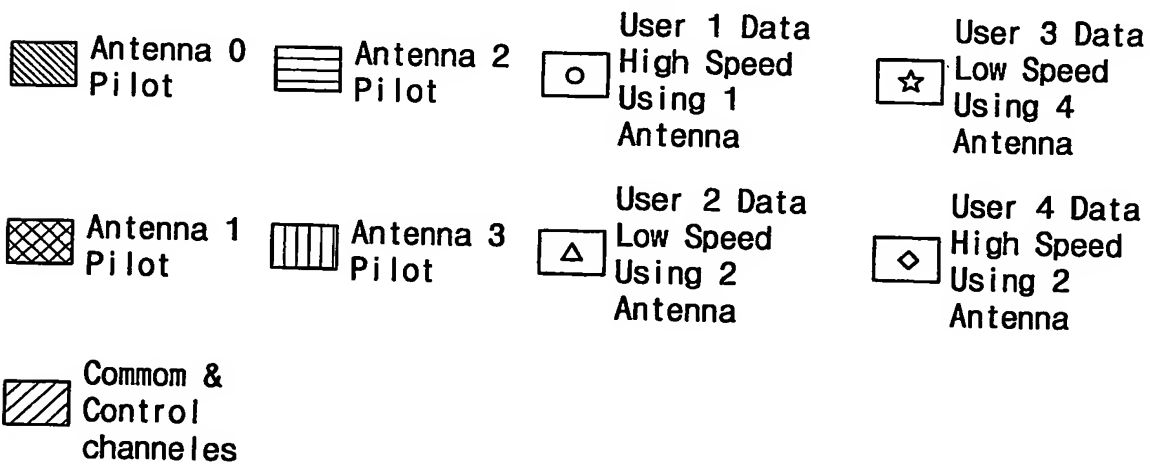 Antenna 0
Pilot
Antenna 2
Pilot
User 1 Data
High Speed
Using 1
Antenna
User 3 Data
Low Speed
Using 4
Antenna
Antenna 1
Pilot
Antenna 3
Pilot
User 2 Data
Low Speed
Using 2
Antenna
User 4 Data
High Speed
Using 2
Antenna
Commom &
Control
channeles